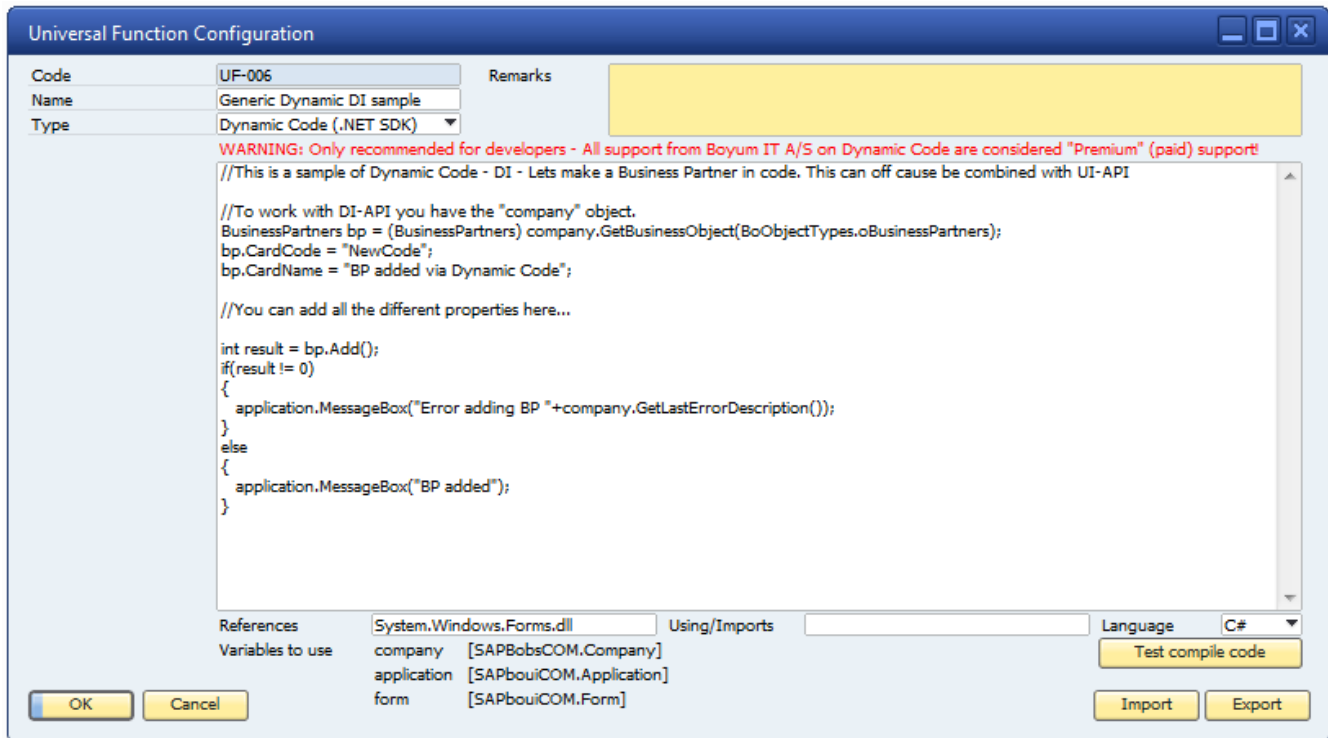 Universal Function Configuration
Code UF-006 Remarks
Name Generic Dynamic DI sample
Type Dynamic Code (.NET SDK)
WARNING: Only recommended for developers - All support from Boyum IT A/S on Dynamic Code are considered "Premium" (paid) support!
//This is a sample of Dynamic Code - DI - Lets make a Business Partner in code. This can off cause be combined with UI-API
//To work with DI-API you have the "company" object.
BusinessPartners bp = (BusinessPartners) company.GetBusinessObject(BoObjectTypes.oBusinessPartners);
bp.CardCode = "NewCode";
bp.CardName = "BP added via Dynamic Code";
//You can add all the different properties here...
int result = bp.Add();
if(result != 0)
{
application.MessageBox("Error adding BP "+company.GetLastErrorDescription());
}
else
{
application.MessageBox("BP added");
}
References System.Windows.Forms.dll Using/Imports Language C#
Variables to use company [SAPBobsCOM.Company] Test compile code
application [SAPbouiCOM.Application]
form [SAPbouiCOM.Form]
OK Cancel Import Export